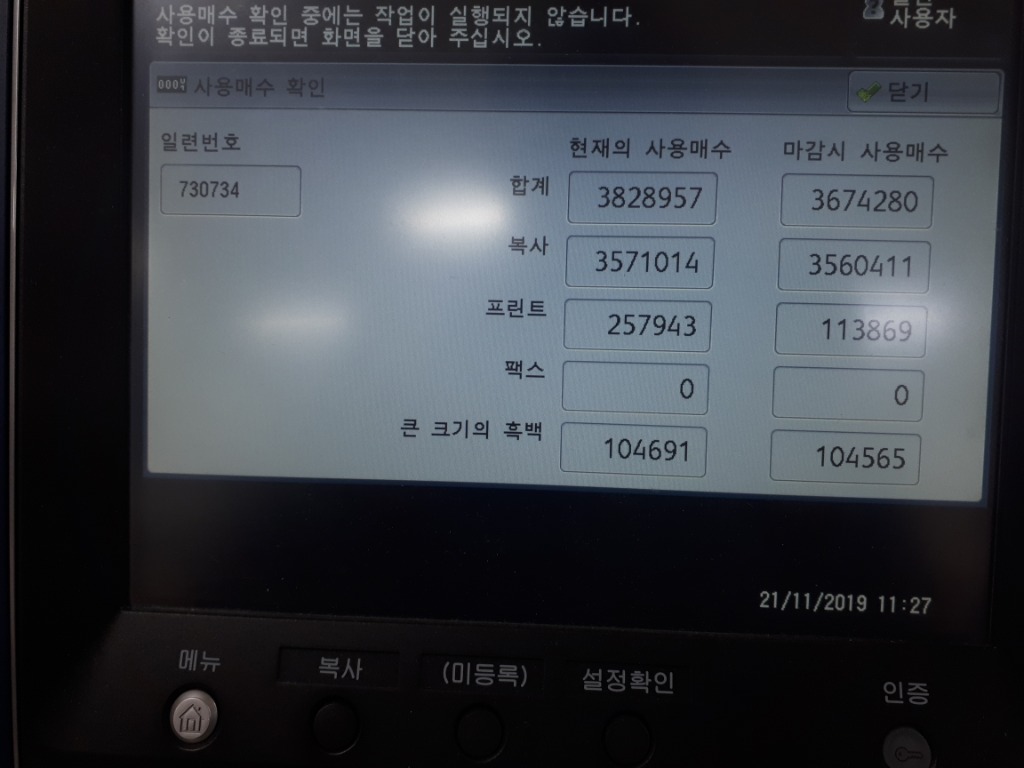 사용매수 확인 중에는 작업이 실행되지 않습니다.
확인이 종료되면 화면을 닫아 주십시오.
사용자
사용매수 확인
닫기
일련번호
현재의 사용매수 마감시 사용매수
730734
합계 3828957 3674280
복사 3571014 3560411
프린트 257943 113869
팩스 0 0
큰 크기의 흑백 104691 104565
21/11/2019 11:27
메뉴 복사 (미등록) 설정확인 인증